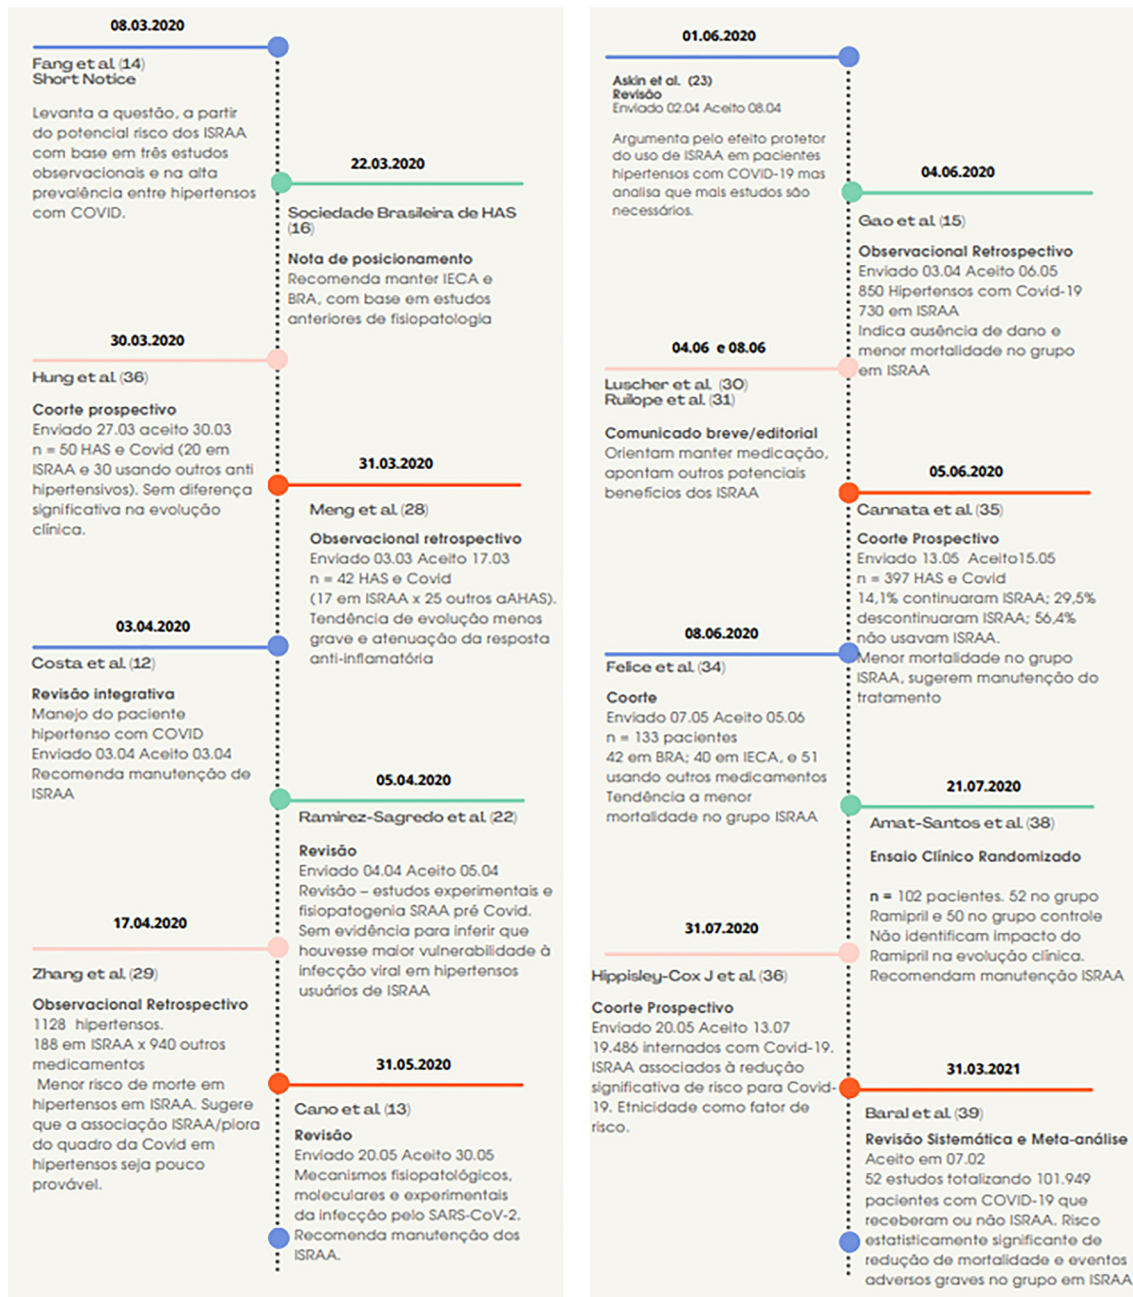 08.03.2020
Fang et al. (14)
Short Notice
Levanta a questão, a partir
do potencial risco dos ISRAA
com base em três estudos
observacionais e na alta
prevalência entre hipertensos
com COVID.
22.03.2020
Sociedade Brasileira de HAS
(16)
Nota de posicionamento
Recomenda manter IECA e
BRA, com base em estudos
anteriores de fisiopatologia
30.03.2020
Hung et al. (36)
Coorte prospectivo
Enviado 27.03 aceito 30.03
n = 50 HAS e Covid (20 em
ISRAA e 30 usando outros anti
hipertensivos). Sem diferença
significativa na evolução
clínica.
31.03.2020
Meng et al. (28)
Observacional retrospectivo
Enviado 03.03 Aceito 17.03
n = 42 HAS e Covid
(17 em ISRAA x 25 outros aAHAS).
Tendência de evolução menos
grave e atenuação da resposta
anti-inflamatória
03.04.2020
Costa et al. (12)
Revisão integrativa
Manejo do paciente
hipertenso com COVID
Enviado 03.04 Aceito 03.04
Recomenda manutenção de
ISRAA
05.04.2020
Ramirez-Sagredo et al. (22)
Revisão
Enviado 04.04 Aceito 05.04
Revisão – estudos experimentais e
fisiopatogenia SRAA pré Covid.
Sem evidência para inferir que
houvesse maior vulnerabilidade à
infecção viral em hipertensos
usuários de ISRAA
17.04.2020
Zhang et al. (29)
Observacional Retrospectivo
1128 hipertensos.
188 em ISRAA x 940 outros
medicamentos
Menor risco de morte em
hipertensos em ISRAA. Sugere
que a associação ISRAA/piora
do quadro da Covid em
hipertensos seja pouco
provável.
31.05.2020
Cano et al. (13)
Revisão
Enviado 20.05 Aceito 30.05
Mecanismos fisiopatológicos,
moleculares e experimentais
da infecção pelo SARS-CoV-2.
Recomenda manutenção dos
ISRAA.
01.06.2020
Askin et al. (23)
Revisão
Enviado 02.04 Aceito 08.04
Argumenta pelo efeito protetor
do uso de ISRAA em pacientes
hipertensos com COVID-19 mas
analisa que mais estudos são
necessários.
04.06.2020
Gao et al. (15)
Observacional Retrospectivo
Enviado 03.04 Aceito 06.05
850 Hipertensos com Covid-19
730 em ISRAA
Indica ausência de dano e
menor mortalidade no grupo
em ISRAA
04.06 e 08.06
Luscher et al. (30)
Ruilope et al. (31)
Comunicado breve/editorial
Orientam manter medicação,
apontam outros potenciais
benefícios dos ISRAA
05.06.2020
Cannata et al. (35)
Coorte Prospectivo
Enviado 13.05 Aceito15.05
n = 397 HAS e Covid
14,1% continuaram ISRAA; 29,5%
descontinuaram ISRAA; 56,4%
não usavam ISRAA.
Menor mortalidade no grupo
ISRAA, sugerem manutenção do
tratamento
08.06.2020
Felice et al. (34)
Coorte
Enviado 07.05 Aceito 05.06
n = 133 pacientes
42 em BRA; 40 em IECA, e 51
usando outros medicamentos
Tendência a menor
mortalidade no grupo ISRAA
21.07.2020
Amat-Santos et al. (38)
Ensaio Clínico Randomizado
n = 102 pacientes. 52 no grupo
Ramipril e 50 no grupo controle
Não identificam impacto do
Ramipril na evolução clínica.
Recomendam manutenção ISRAA
31.07.2020
Hippisley-Cox J et al. (36)
Coorte Prospectivo
Enviado 20.05 Aceito 13.07
19.486 internados com Covid-19.
ISRAA associados à redução
significativa de risco para Covid-
19. Etnicidade como fator de
risco.
31.03.2021
Baral et al. (39)
Revisão Sistemática e Meta-análise
Aceito em 07.02
52 estudos totalizando 101.949
pacientes com COVID-19 que
receberam ou não ISRAA. Risco
estatisticamente significante de
redução de mortalidade e eventos
adversos graves no grupo em ISRAA